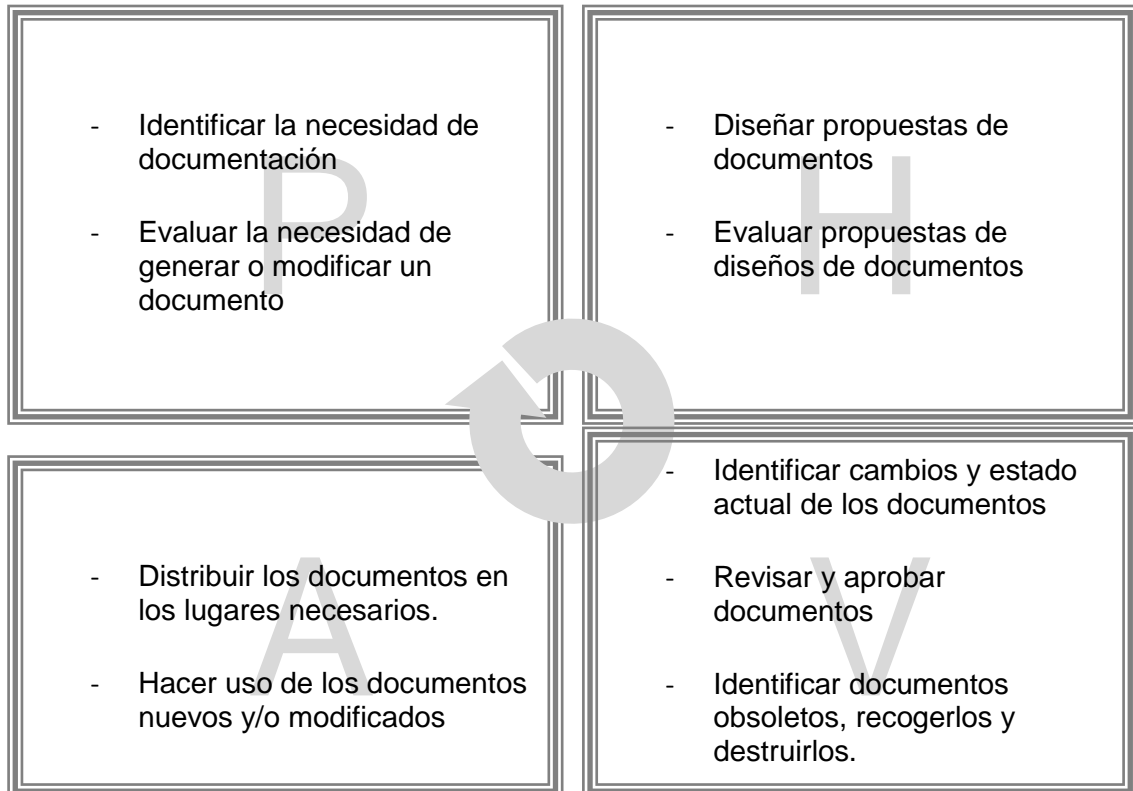 P
- Identificar la necesidad de
documentación
- Evaluar la necesidad de
generar o modificar un
documento
H
- Diseñar propuestas de
documentos
- Evaluar propuestas de
diseños de documentos
A
- Distribuir los documentos en
los lugares necesarios.
- Hacer uso de los documentos
nuevos y/o modificados
V
- Identificar cambios y estado
actual de los documentos
- Revisar y aprobar
documentos
- Identificar documentos
obsoletos, recogerlos y
destruirlos.